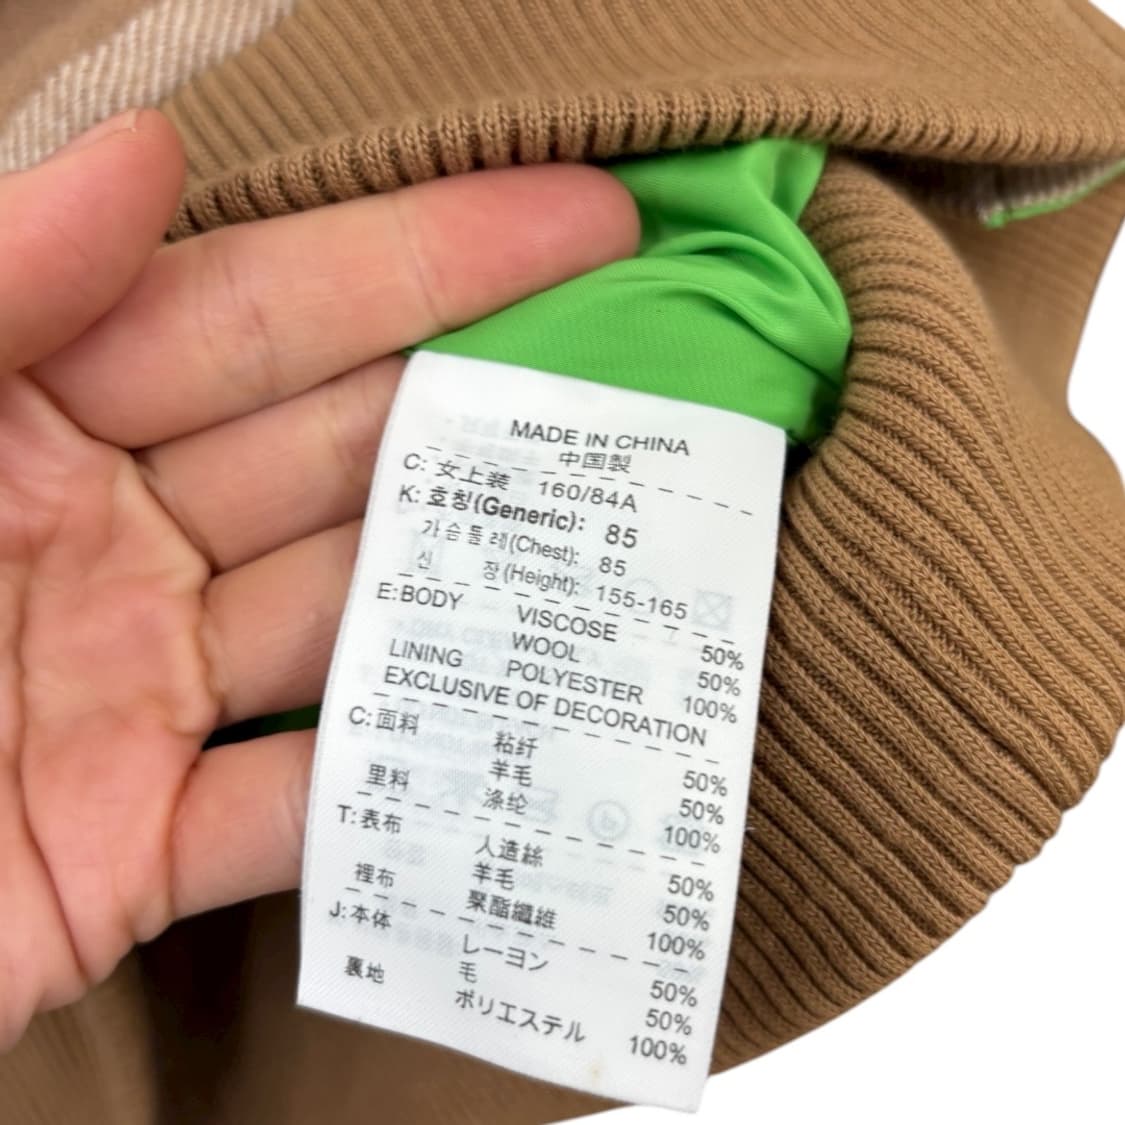 MADE IN CHINA
中国製
C: 女上装 160/84A
K: 호칭(Generic): 85
가슴둘레(Chest): 85
신 장(Height): 155-165
E:BODY VISCOSE 50%
WOOL 50%
LINING POLYESTER 100%
EXCLUSIVE OF DECORATION
C:面料 粘纤 50%
羊毛 50%
里料 涤纶 100%
T:表布 人造絲 50%
羊毛 50%
裡布 聚酯纖維 100%
J:本体 レーヨン 50%
毛 50%
裏地 ポリエステル 100%